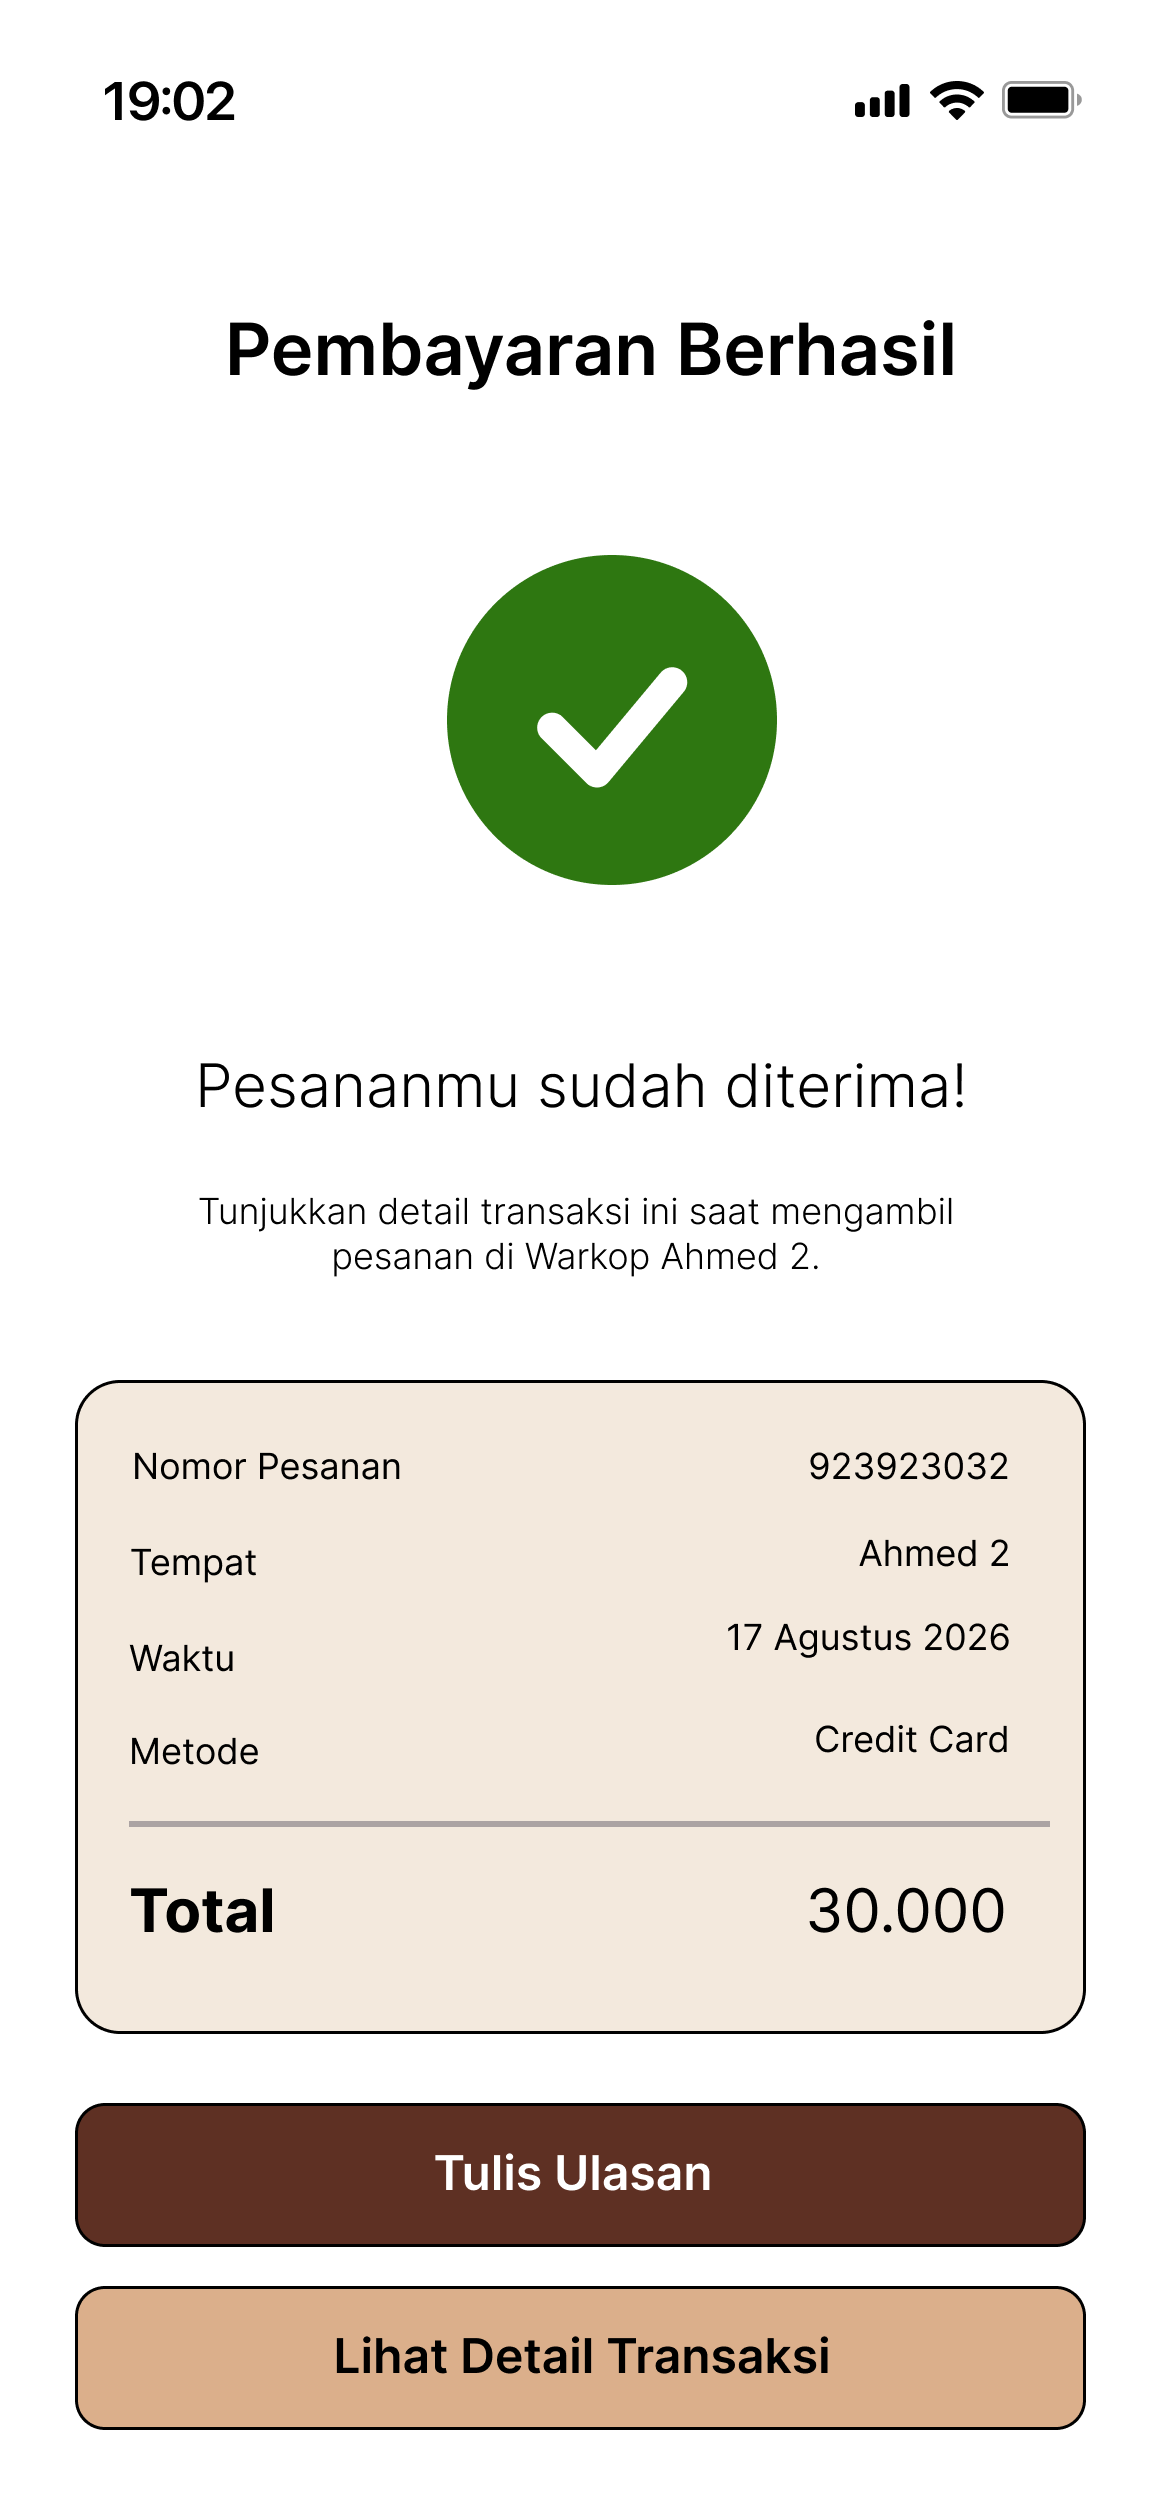 19:02
Pembayaran Berhasil
Pesananmu sudah diterima!
Tunjukkan detail transaksi ini saat mengambil
pesanan di Warkop Ahmed 2.
Nomor Pesanan 923923032
Tempat Ahmed 2
Waktu 17 Agustus 2026
Metode Credit Card
Total 30.000
Tulis Ulasan
Lihat Detail Transaksi